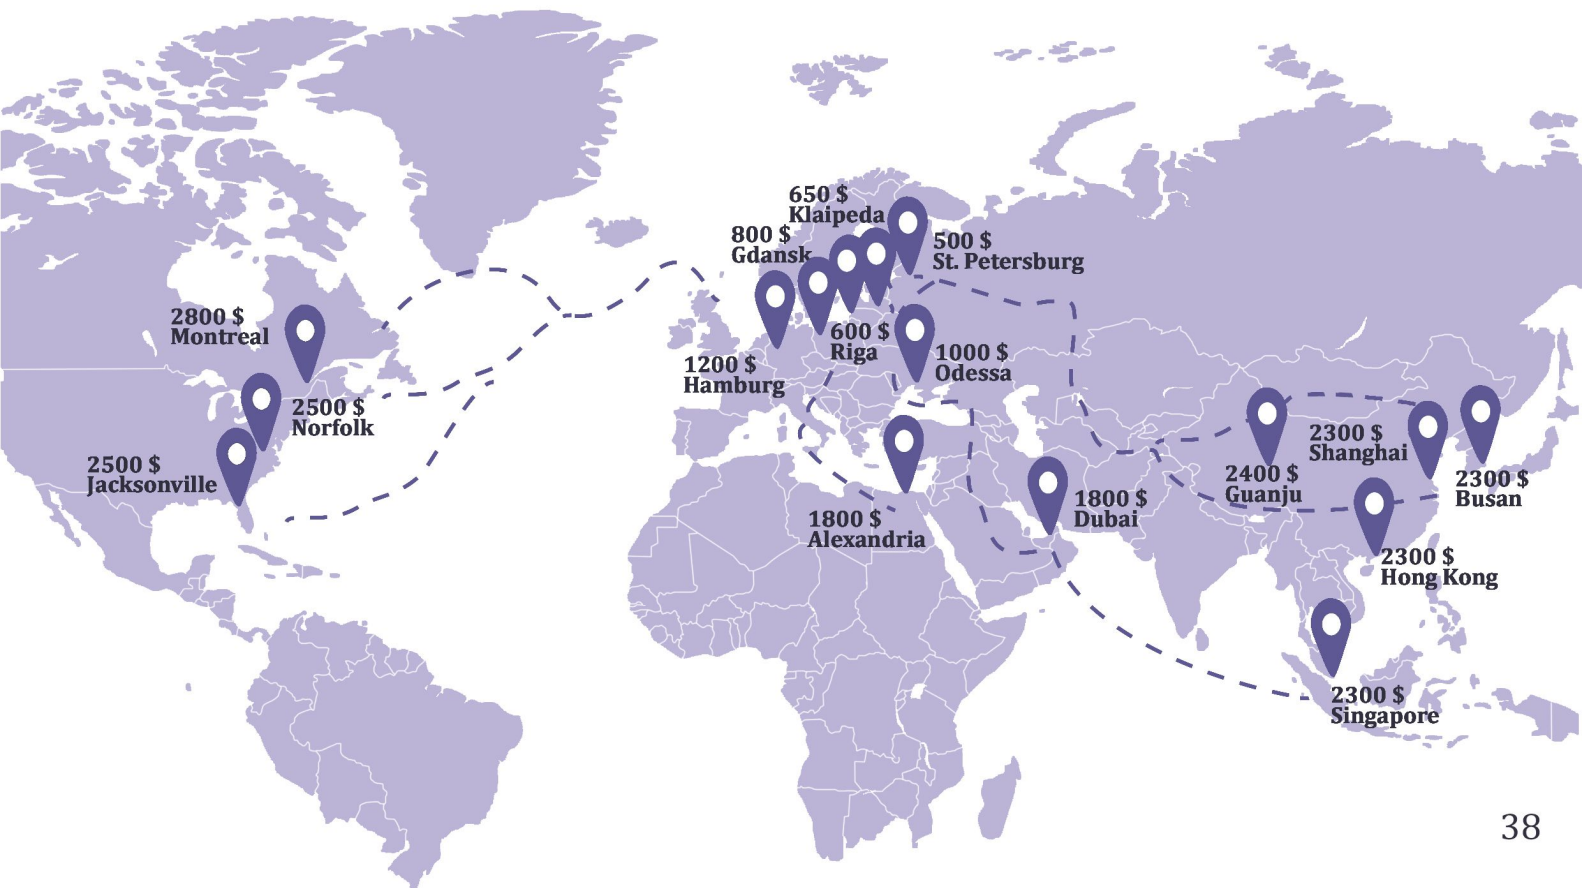 650 $
Klaipeda
800 $
Gdansk
500 $
St. Petersburg
2800 $
Montreal
600 $
Riga
1000 $
Odessa
1200 $
Hamburg
2500 $
Norfolk
2500 $
Jacksonville
2300 $
Shanghai
2400 $
Guanju
2300 $
Busan
1800 $
Dubai
1800 $
Alexandria
2300 $
Hong Kong
2300 $
Singapore
38